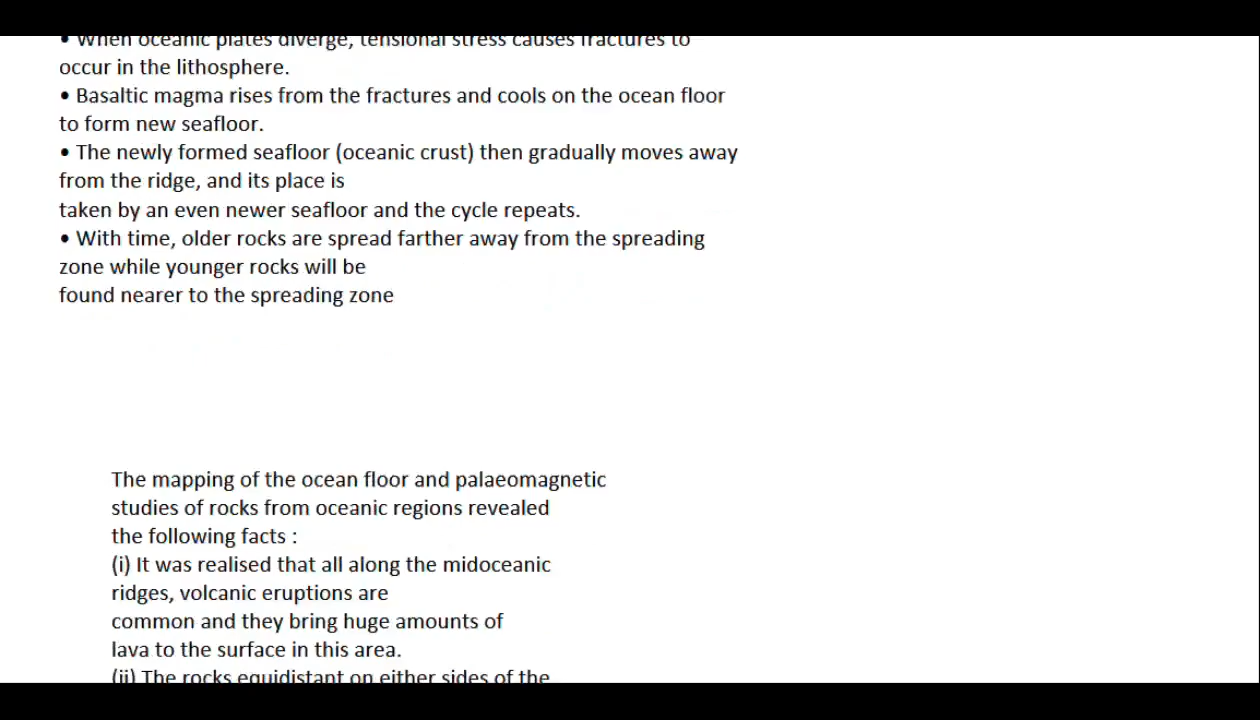 • When oceanic plates diverge, tensional stress causes fractures to
occur in the lithosphere.
• Basaltic magma rises from the fractures and cools on the ocean floor
to form new seafloor.
• The newly formed seafloor (oceanic crust) then gradually moves away
from the ridge, and its place is
taken by an even newer seafloor and the cycle repeats.
• With time, older rocks are spread farther away from the spreading
zone while younger rocks will be
found nearer to the spreading zone
The mapping of the ocean floor and palaeomagnetic
studies of rocks from oceanic regions revealed
the following facts :
(i) It was realised that all along the midoceanic
ridges, volcanic eruptions are
common and they bring huge amounts of
lava to the surface in this area.
(ii) The rocks equidistant on either sides of the